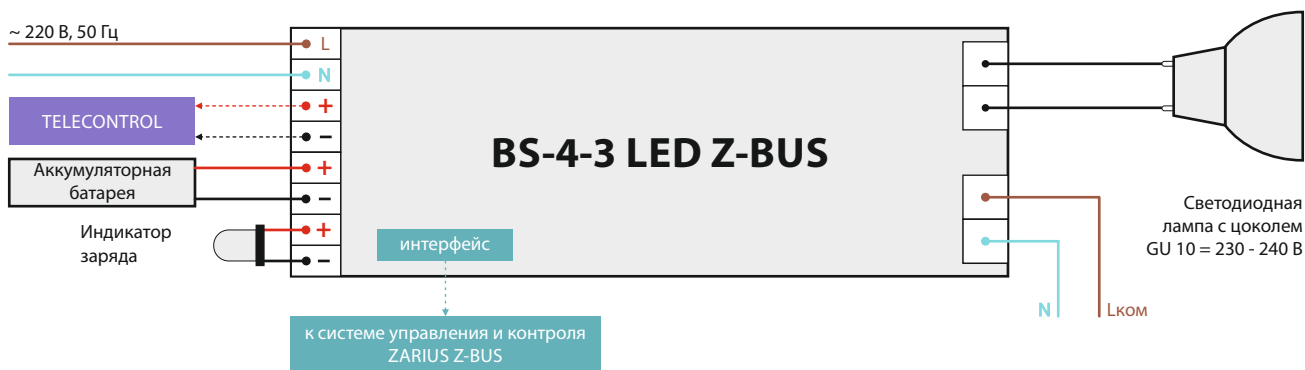 ~ 220 В, 50 Гц
L
N
+
−
TELECONTROL
Аккумуляторная
батарея
+
−
Индикатор
заряда
+
−
BS-4-3 LED Z-BUS
интерфейс
к системе управления и контроля
ZARIUS Z-BUS
Светодиодная
лампа с цоколем
GU 10 = 230 - 240 В
N
Lком